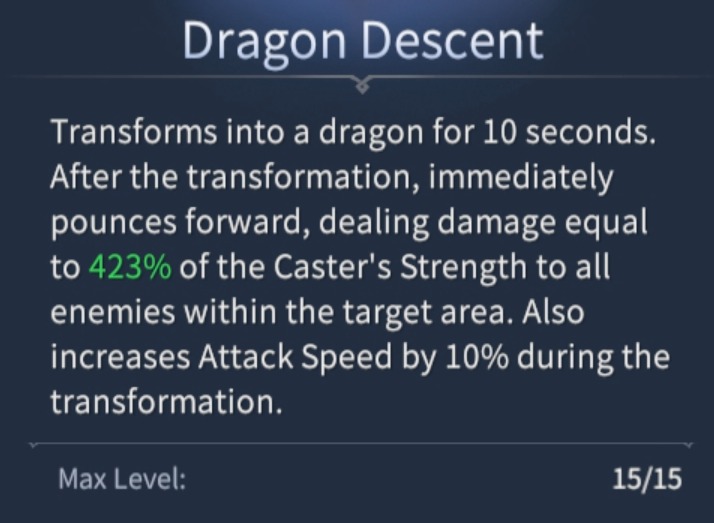 Dragon Descent
Transforms into a dragon for 10 seconds.
After the transformation, immediately
pounces forward, dealing damage equal
to 423% of the Caster's Strength to all
enemies within the target area. Also
increases Attack Speed by 10% during the
transformation.
Max Level: 15/15